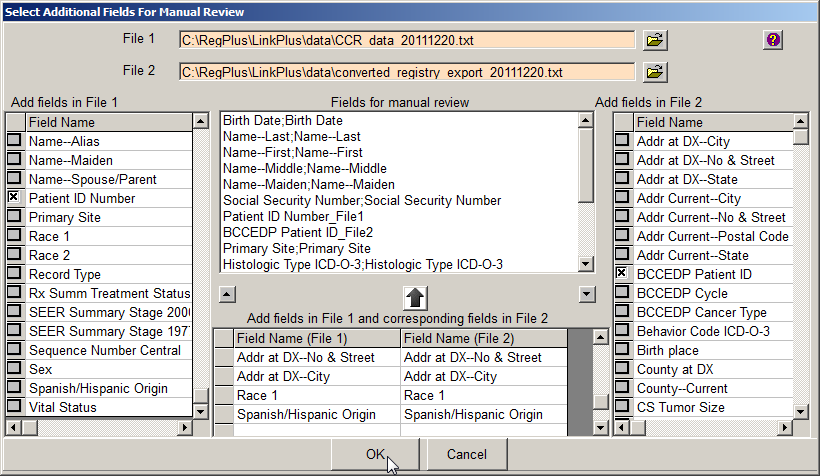 Select Additional Fields For Manual Review
File 1 C:\RegPlus\LinkPlus\data\CCR_data_20111220.txt
?
File 2 C:\RegPlus\LinkPlus\data\converted_registry_export_20111220.txt
Add fields in File 1
Field Name
Name--Alias
Name--Maiden
Name--Spouse/Parent
Patient ID Number
Primary Site
Race 1
Race 2
Record Type
Rx Summ Treatment Status
SEER Summary Stage 200
SEER Summary Stage 197
Sequence Number Central
Sex
Spanish/Hispanic Origin
Vital Status
Fields for manual review
Birth Date;Birth Date
Name--Last;Name--Last
Name--First;Name--First
Name--Middle;Name--Middle
Name--Maiden;Name--Maiden
Social Security Number;Social Security Number
Patient ID Number_File1
BCCEDP Patient ID_File2
Primary Site;Primary Site
Histologic Type ICD-O-3;Histologic Type ICD-O-3
Add fields in File 1 and corresponding fields in File 2
Field Name (File 1) Field Name (File 2)
Addr at DX--No & Street Addr at DX--No & Street
Addr at DX--City Addr at DX--City
Race 1 Race 1
Spanish/Hispanic Origin Spanish/Hispanic Origin
Add fields in File 2
Field Name
Addr at DX--City
Addr at DX--No & Street
Addr at DX--State
Addr Current--City
Addr Current--No & Street
Addr Current--Postal Code
Addr Current--State
BCCEDP Patient ID
BCCEDP Cycle
BCCEDP Cancer Type
Behavior Code ICD-O-3
Birth place
County at DX
County--Current
CS Tumor Size
OK Cancel